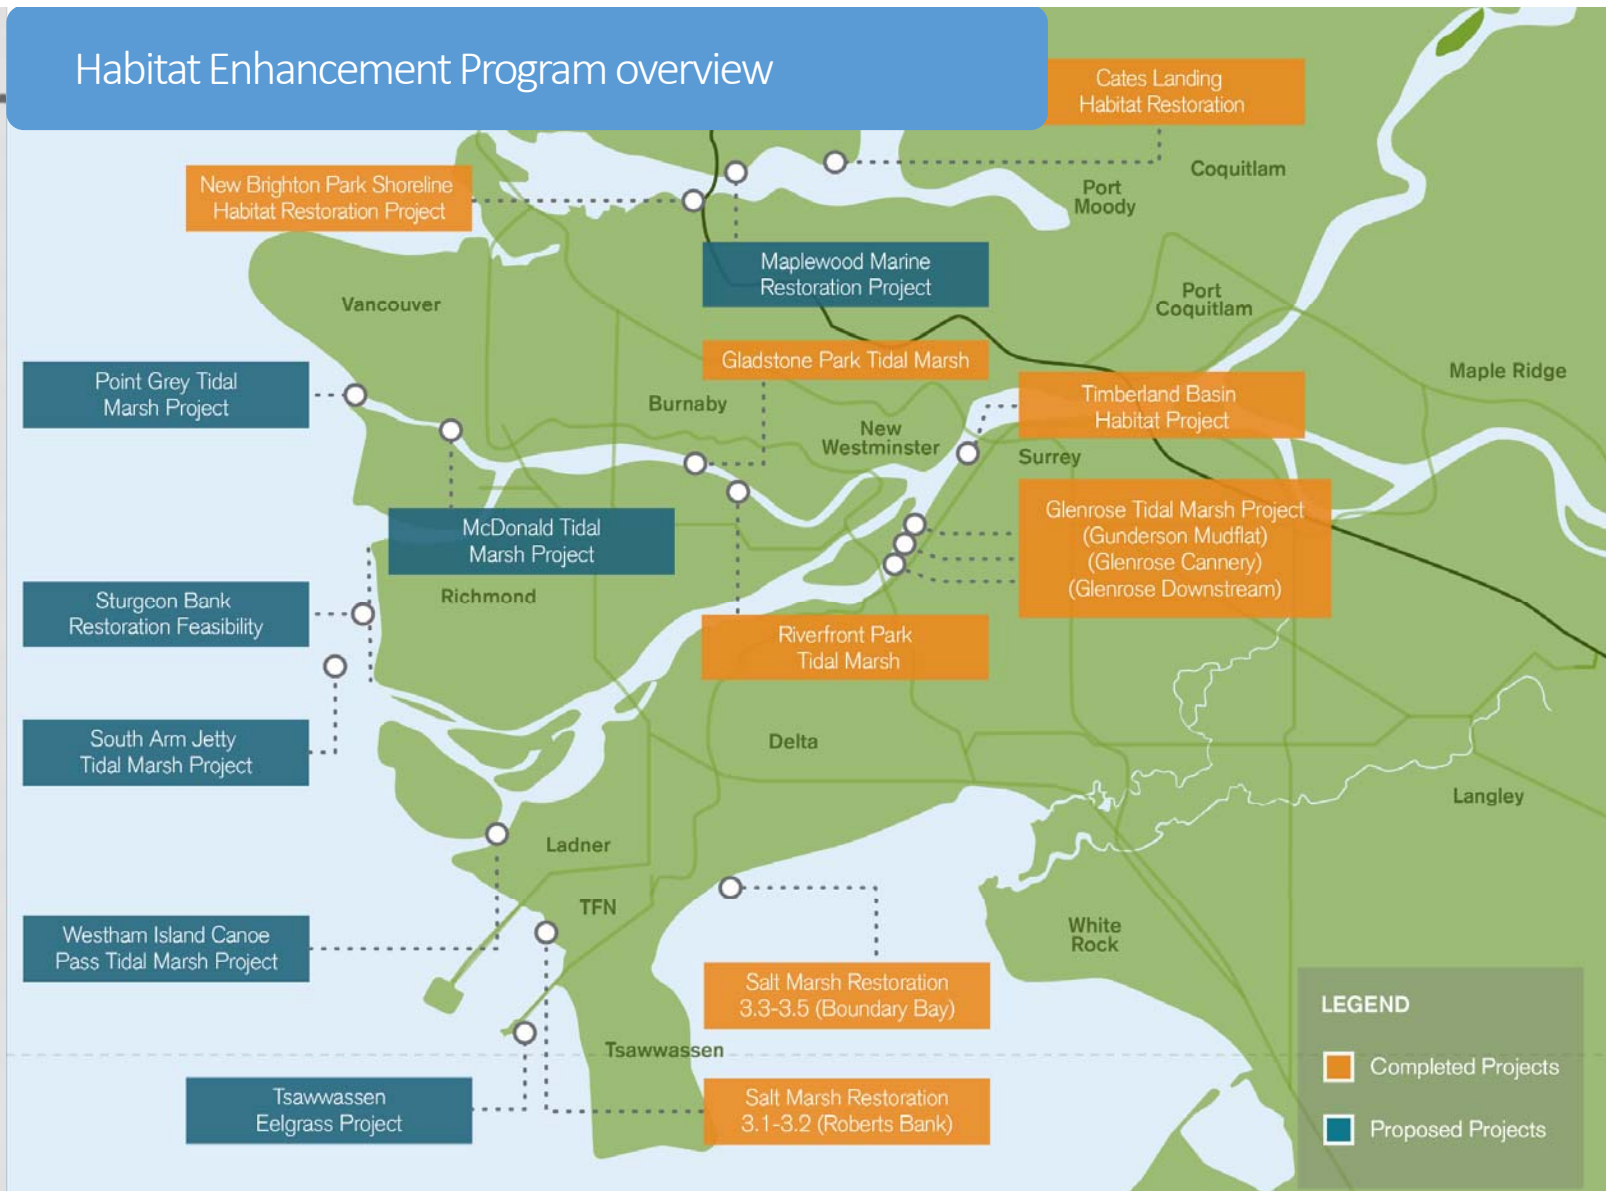 Habitat Enhancement Program overview
Cates Landing
Habitat Restoration
Coquitlam
New Brighton Park Shoreline
Habitat Restoration Project
Port
Moody
Maplewood Marine
Restoration Project
Vancouver
Port
Coquitlam
Gladstone Park Tidal Marsh
Maple Ridge
Point Grey Tidal
Marsh Project
Burnaby
Timberland Basin
Habitat Project
New
Westminster
Surrey
McDonald Tidal
Marsh Project
Glenrose Tidal Marsh Project
(Gunderson Mudflat)
(Glenrose Cannery)
(Glenrose Downstream)
Richmond
Sturgeon Bank
Restoration Feasibility
Riverfront Park
Tidal Marsh
South Arm Jetty
Tidal Marsh Project
Delta
Langley
Ladner
TFN
Westham Island Canoe
Pass Tidal Marsh Project
White
Rock
Salt Marsh Restoration
3.3-3.5 (Boundary Bay)
Tsawwassen
Tsawwassen
Eelgrass Project
Salt Marsh Restoration
3.1-3.2 (Roberts Bank)
LEGEND
Completed Projects
Proposed Projects